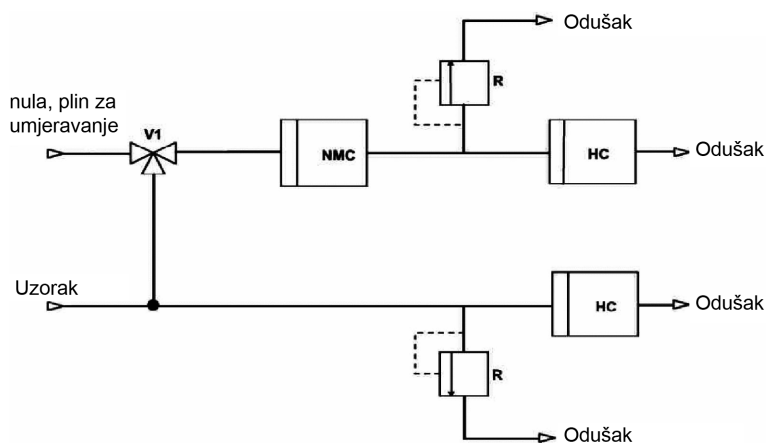 Odušak
R
nula, plin za
umjeravanje
V1
NMC
HC
Odušak
Uzorak
HC
Odušak
R
Odušak